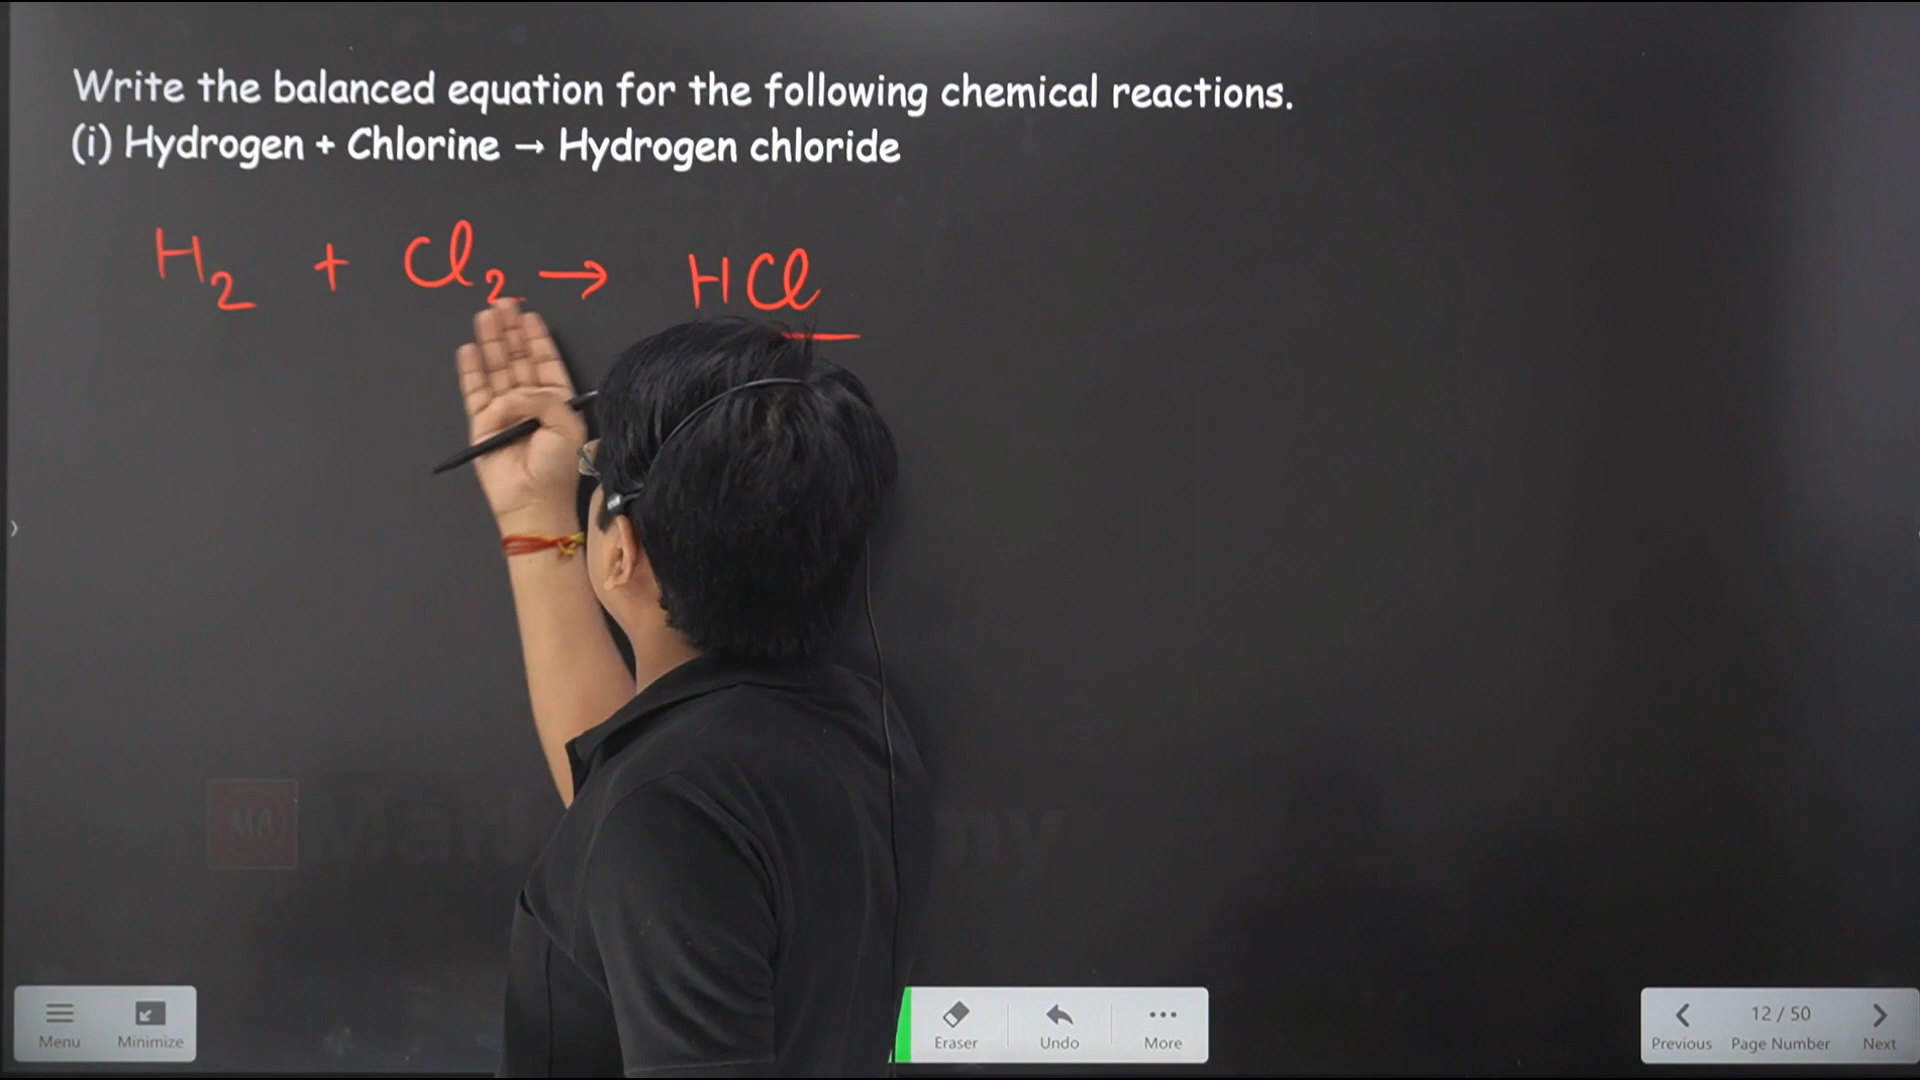 Write the balanced equation for the following chemical reactions.
(i) Hydrogen + Chlorine → Hydrogen chloride
H₂ + Cl₂ → HCl
MA
Menu Minimize
Eraser Undo More
12 / 50
Previous Page Number Next